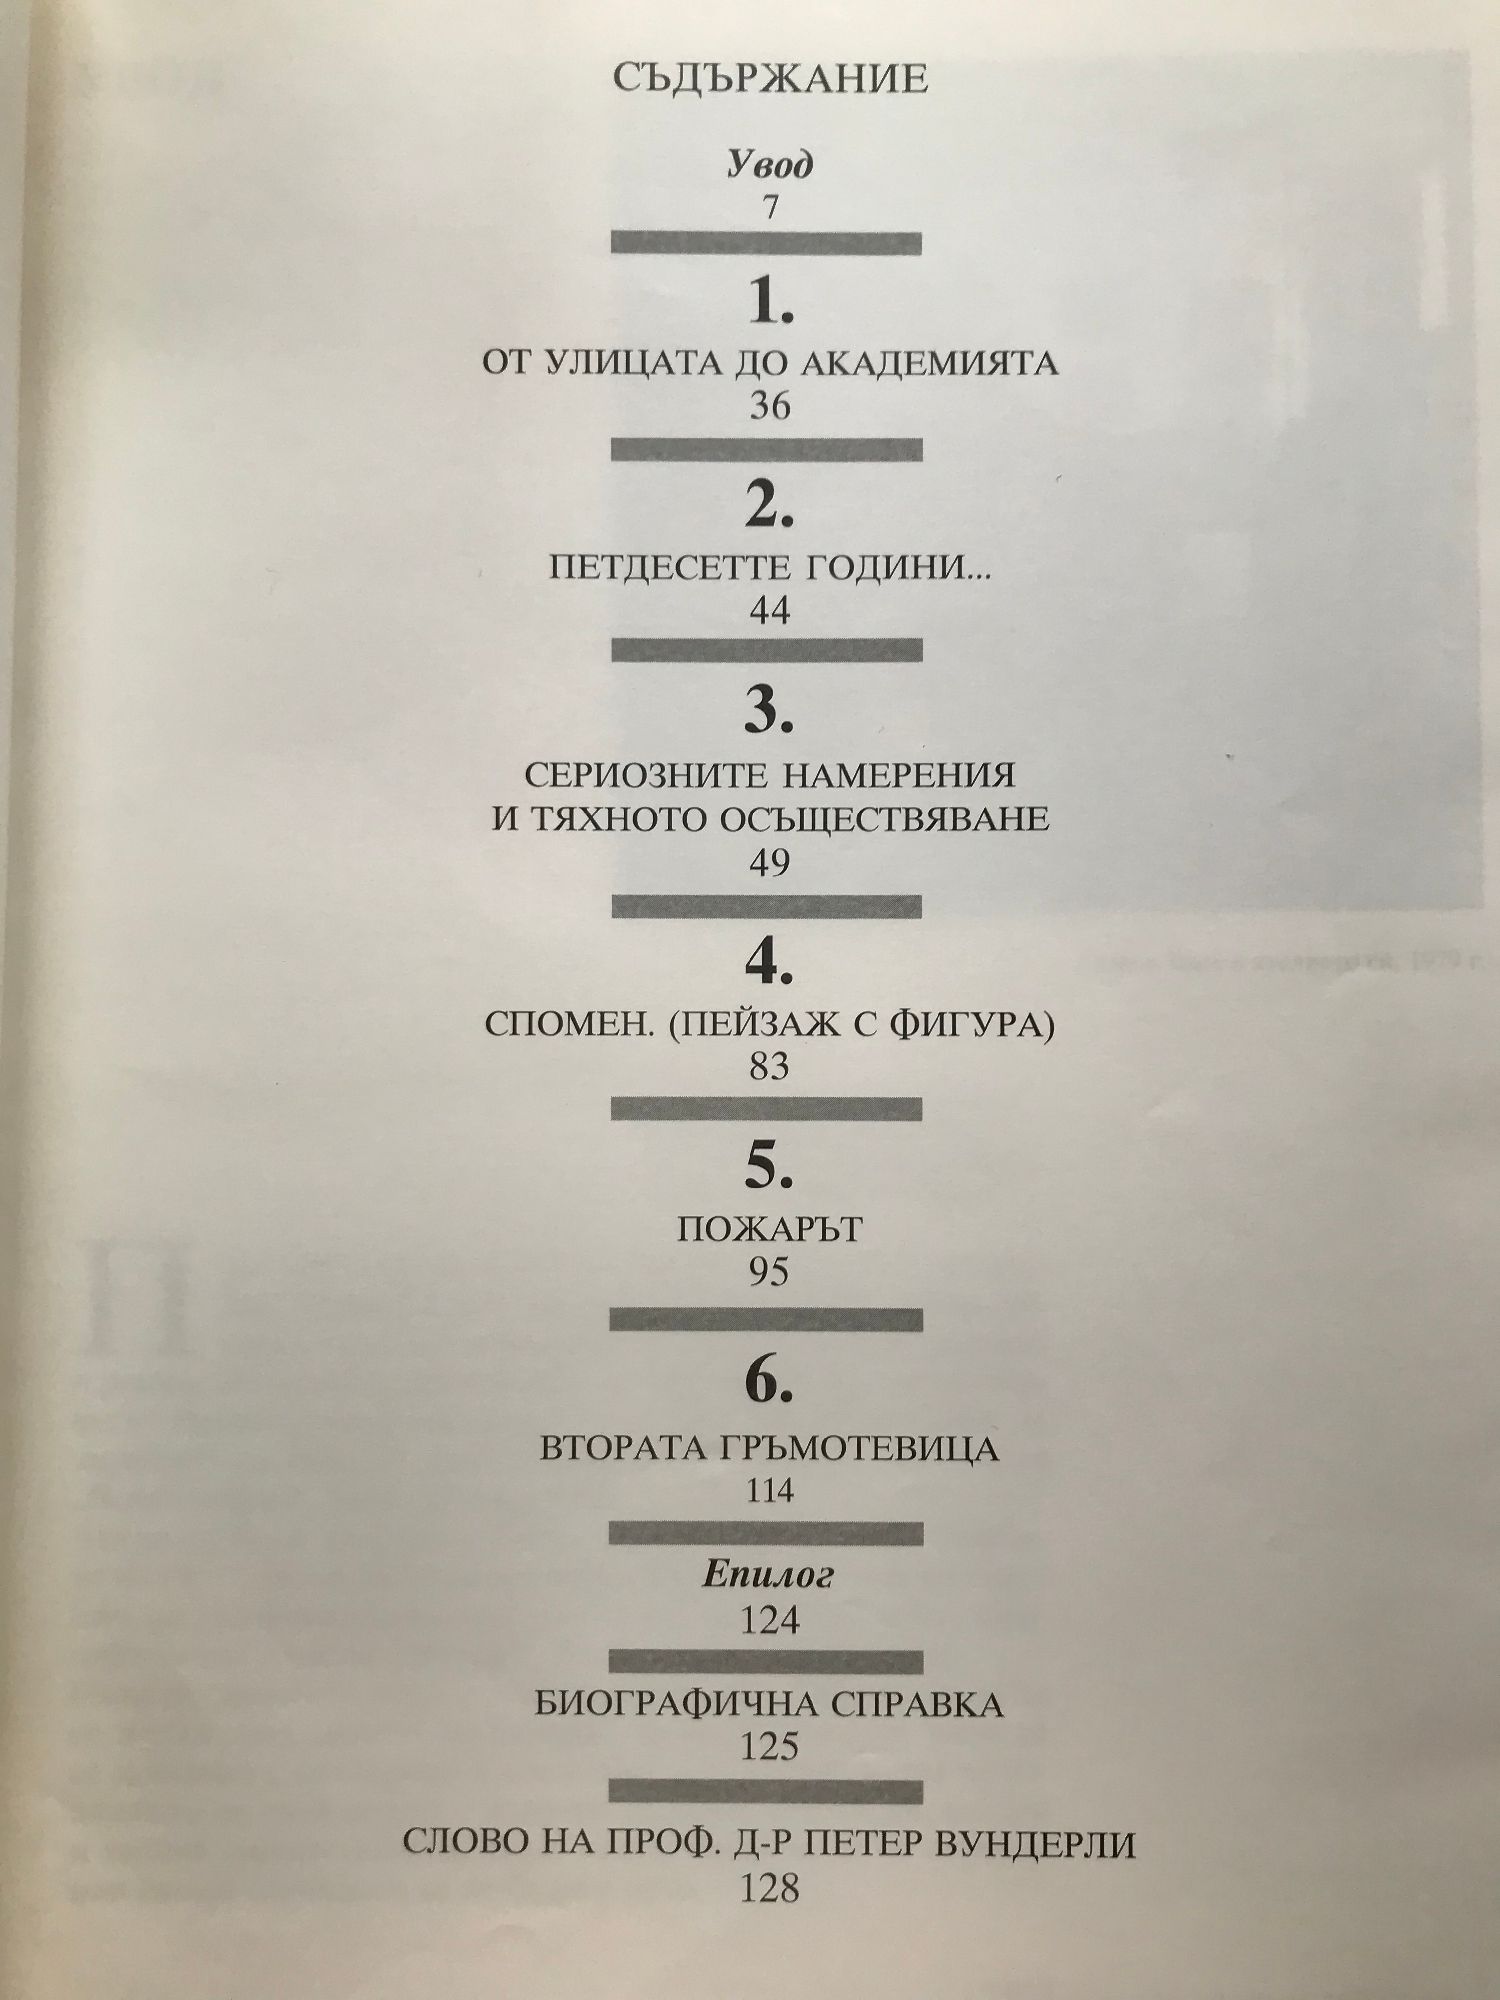 СЪДЪРЖАНИЕ
Увод
7
1.
ОТ УЛИЦАТА ДО АКАДЕМИЯТА
36
2.
ПЕТДЕСЕТТЕ ГОДИНИ...
44
3.
СЕРИОЗНИТЕ НАМЕРЕНИЯ
И ТЯХНОТО ОСЪЩЕСТВЯВАНЕ
49
4.
СПОМЕН. (ПЕЙЗАЖ С ФИГУРА)
83
5.
ПОЖАРЪТ
95
6.
ВТОРАТА ГРЪМОТЕВИЦА
114
Епилог
124
БИОГРАФИЧНА СПРАВКА
125
СЛОВО НА ПРОФ. Д-Р ПЕТЕР ВУНДЕРЛИ
128